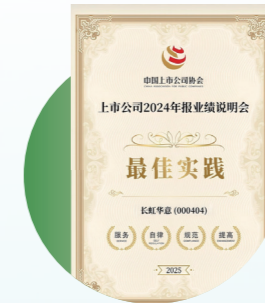 中国上市公司协会
上市公司2024年报业绩说明会
最佳实践
长虹华意 (000404)
服务 自律 规范 提高
2025